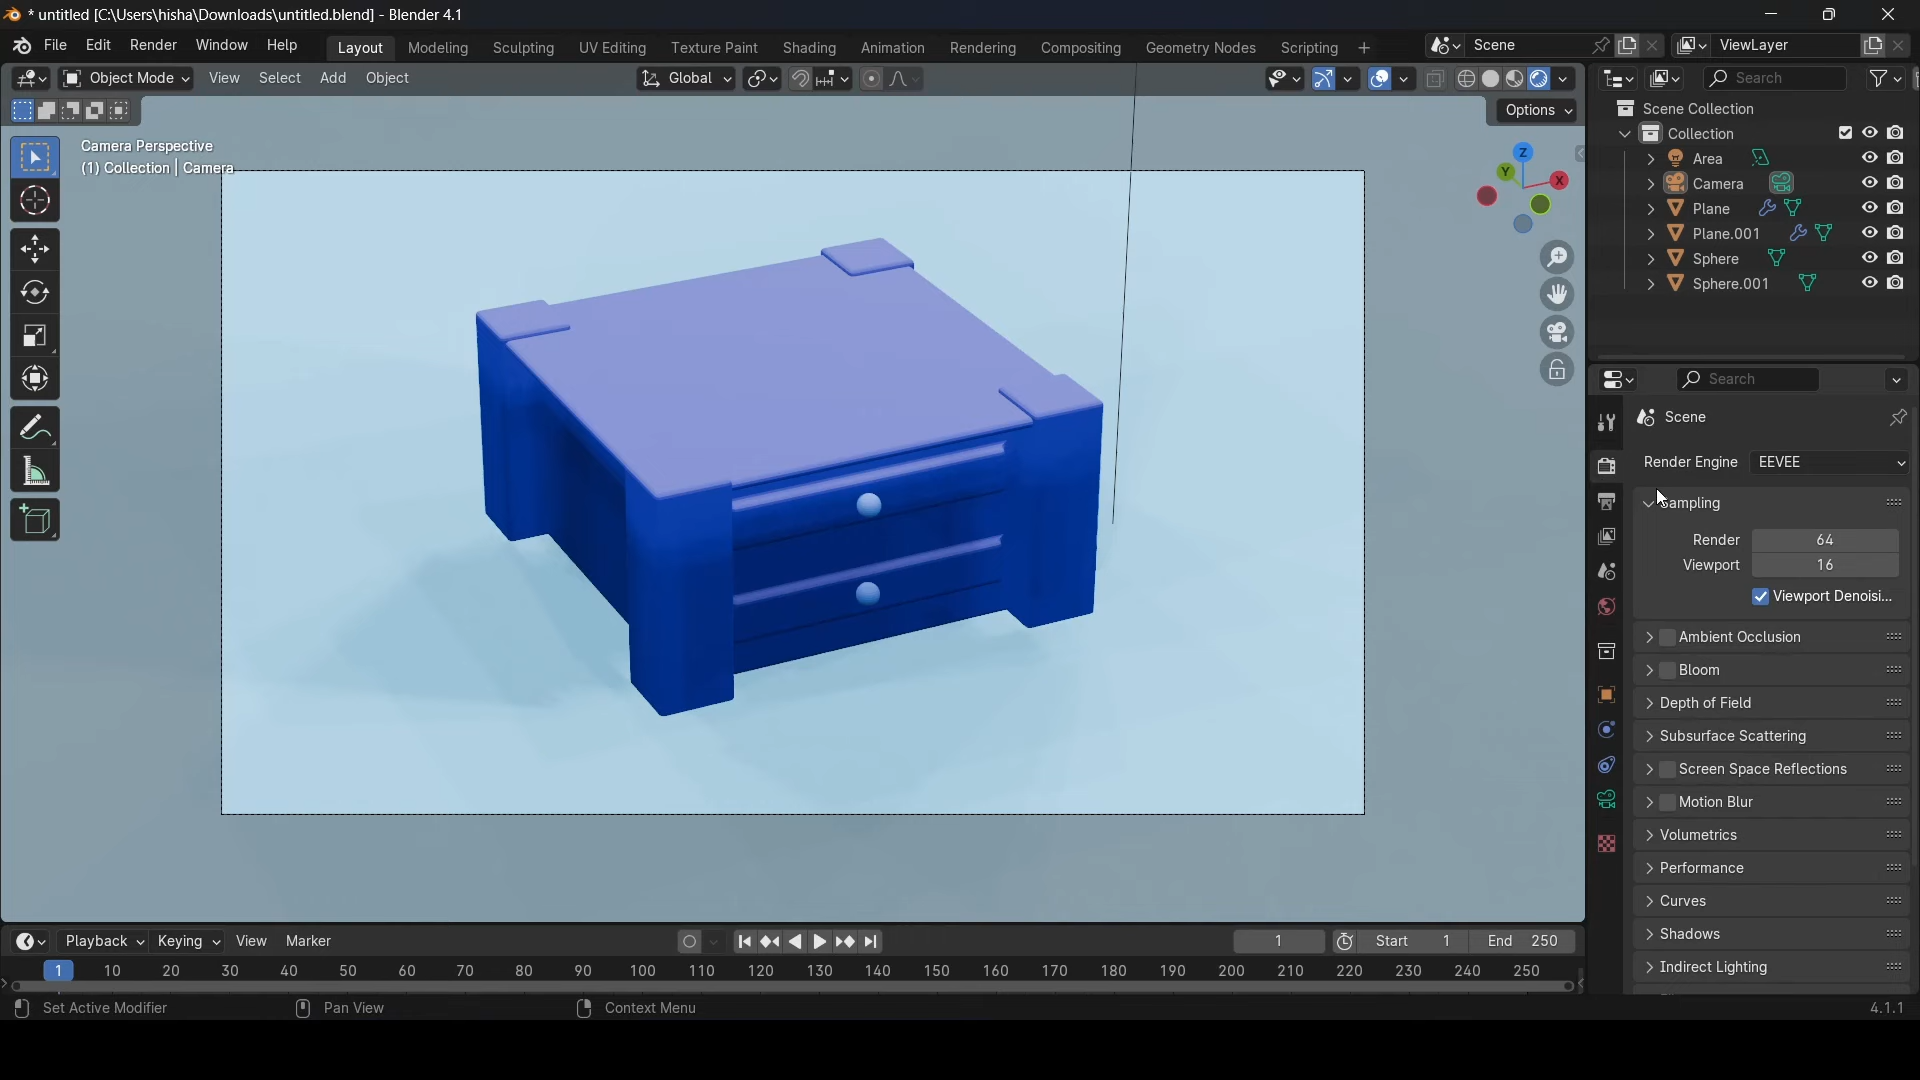 * untitled [C:\Users\hisha\Downloads\untitled.blend] - Blender 4.1
File Edit Render Window Help Layout Modeling Sculpting UV Editing Texture Paint Shading Animation Rendering Compositing Geometry Nodes Scripting + Scene ViewLayer
Object Mode View Select Add Object Global Search
Options
Camera Perspective
(1) Collection | Camera
Z
Y
X
Scene Collection
Collection
Area
Camera
Plane
Plane.001
Sphere
Sphere.001
Search
Scene
Render Engine EEVEE
Sampling
Render 64
Viewport 16
Viewport Denoisi...
Ambient Occlusion
Bloom
Depth of Field
Subsurface Scattering
Screen Space Reflections
Motion Blur
Volumetrics
Performance
Curves
Shadows
Indirect Lighting
Playback Keying View Marker 1 Start 1 End 250
1 10 20 30 40 50 60 70 80 90 100 110 120 130 140 150 160 170 180 190 200 210 220 230 240 250
Set Active Modifier Pan View Context Menu 4.1.1